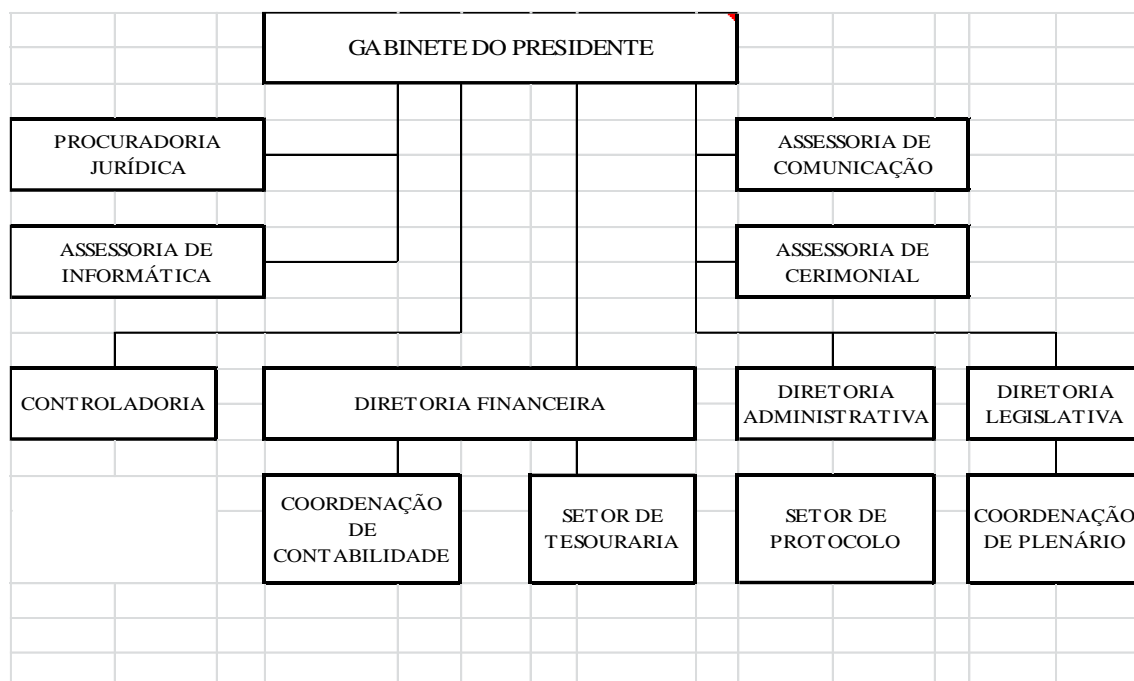 GABINETE DO PRESIDENTE
PROCURADORIA
JURÍDICA
ASSESSORIA DE
COMUNICAÇÃO
ASSESSORIA DE
INFORMÁTICA
ASSESSORIA DE
CERIMONIAL
CONTROLADORIA
DIRETORIA FINANCEIRA
DIRETORIA
ADMINISTRATIVA
DIRETORIA
LEGISLATIVA
COORDENAÇÃO
DE
CONTABILIDADE
SETOR DE
TESOURARIA
SETOR DE
PROTOCOLO
COORDENAÇÃO
DE PLENÁRIO